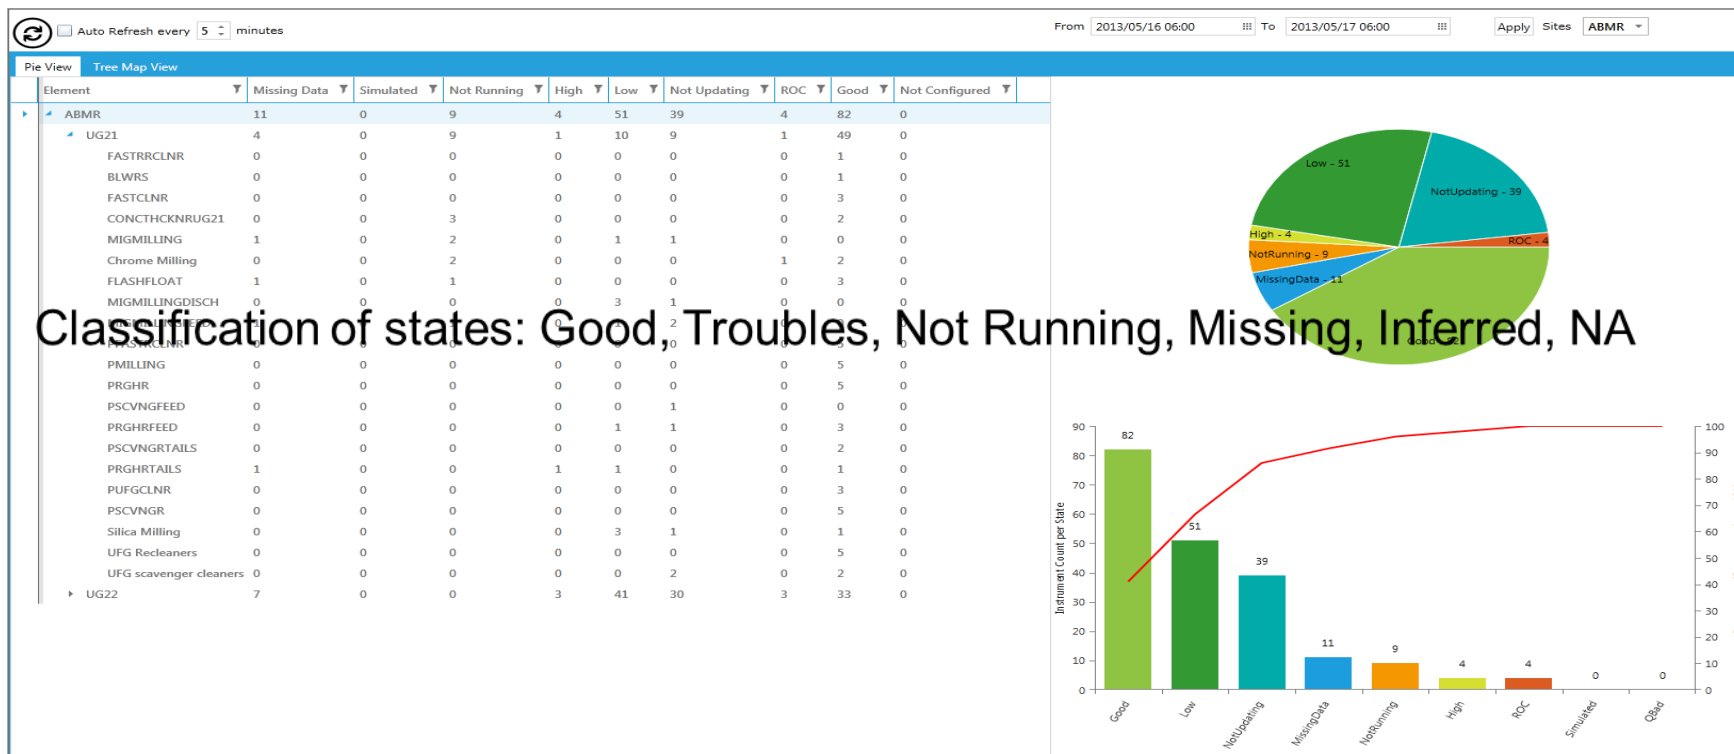 Auto Refresh every 5 minutes From 2013/05/16 06:00 To 2013/05/17 06:00 Apply Sites ABMR
Pie View Tree Map View
Element Missing Data Simulated Not Running High Low Not Updating ROC Good Not Configured
ABMR 11 0 9 4 51 39 4 82 0
UG21 4 0 9 1 10 9 1 49 0
FASTRRCLNR 0 0 0 0 0 0 0 1 0
BLWRS 0 0 0 0 0 0 0 1 0
FASTCLNR 0 0 0 0 0 0 0 3 0
CONCTHCKNRUG21 0 0 3 0 0 0 0 2 0
MIGMILLING 1 0 2 0 1 1 0 0 0
Chrome Milling 0 0 2 0 0 0 1 2 0
FLASHFLOAT 1 0 1 0 0 0 0 3 0
MIGMILLINGDISCH 0 0 0 0 3 1 0 0 0
Classification of states: Good, Troubles, Not Running, Missing, Inferred, NA
PMILLING 0 0 0 0 0 0 0 5 0
PRGHR 0 0 0 0 0 0 0 5 0
PSCVNGFEED 0 0 0 0 0 1 0 0 0
PRGHRFEED 0 0 0 0 1 1 0 3 0
PSCVNGRTAILS 0 0 0 0 0 0 0 2 0
PRGHRTAILS 1 0 0 1 1 0 0 1 0
PUFGCLNR 0 0 0 0 0 0 0 3 0
PSCVNGR 0 0 0 0 0 0 0 5 0
Silica Milling 0 0 0 0 3 1 0 1 0
UFG Recleaners 0 0 0 0 0 0 0 5 0
UFG scavenger cleaners 0 0 0 0 0 2 0 2 0
UG22 7 0 0 3 41 30 3 33 0
Low - 51
NotUpdating - 39
High - 4
ROC - 4
NotRunning - 9
MissingData - 11
Instrument Count per State
90
80
70
60
50
40
30
20
10
0
82
51
39
11
9
4
4
0
0
100
90
80
70
60
50
40
30
20
10
0
Good Low NotUpdating MissingData NotRunning High ROC Simulated QBad